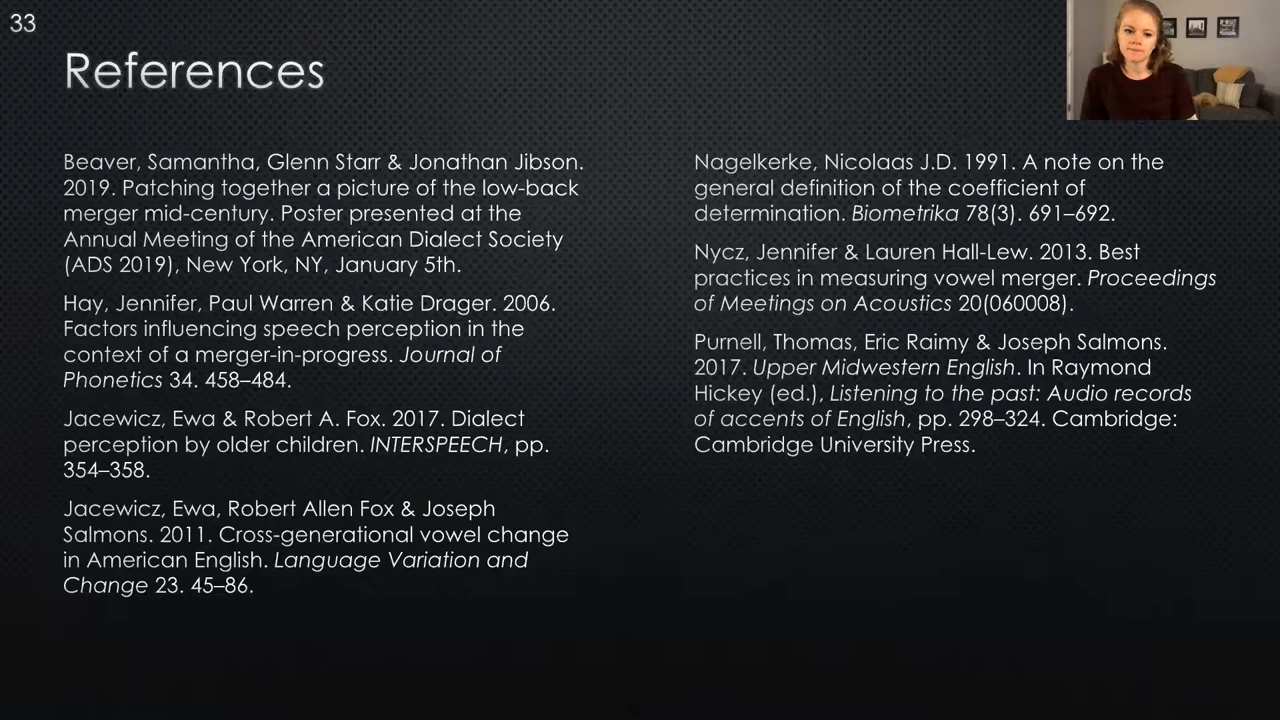 33
References
Beaver, Samantha, Glenn Starr & Jonathan Jibson.
2019. Patching together a picture of the low-back
merger mid-century. Poster presented at the
Annual Meeting of the American Dialect Society
(ADS 2019), New York, NY, January 5th.
Hay, Jennifer, Paul Warren & Katie Drager. 2006.
Factors influencing speech perception in the
context of a merger-in-progress. Journal of
Phonetics 34. 458–484.
Jacewicz, Ewa & Robert A. Fox. 2017. Dialect
perception by older children. INTERSPEECH, pp.
354–358.
Jacewicz, Ewa, Robert Allen Fox & Joseph
Salmons. 2011. Cross-generational vowel change
in American English. Language Variation and
Change 23. 45–86.
Nagelkerke, Nicolaas J.D. 1991. A note on the
general definition of the coefficient of
determination. Biometrika 78(3). 691–692.
Nycz, Jennifer & Lauren Hall-Lew. 2013. Best
practices in measuring vowel merger. Proceedings
of Meetings on Acoustics 20(060008).
Purnell, Thomas, Eric Raimy & Joseph Salmons.
2017. Upper Midwestern English. In Raymond
Hickey (ed.), Listening to the past: Audio records
of accents of English, pp. 298–324. Cambridge:
Cambridge University Press.